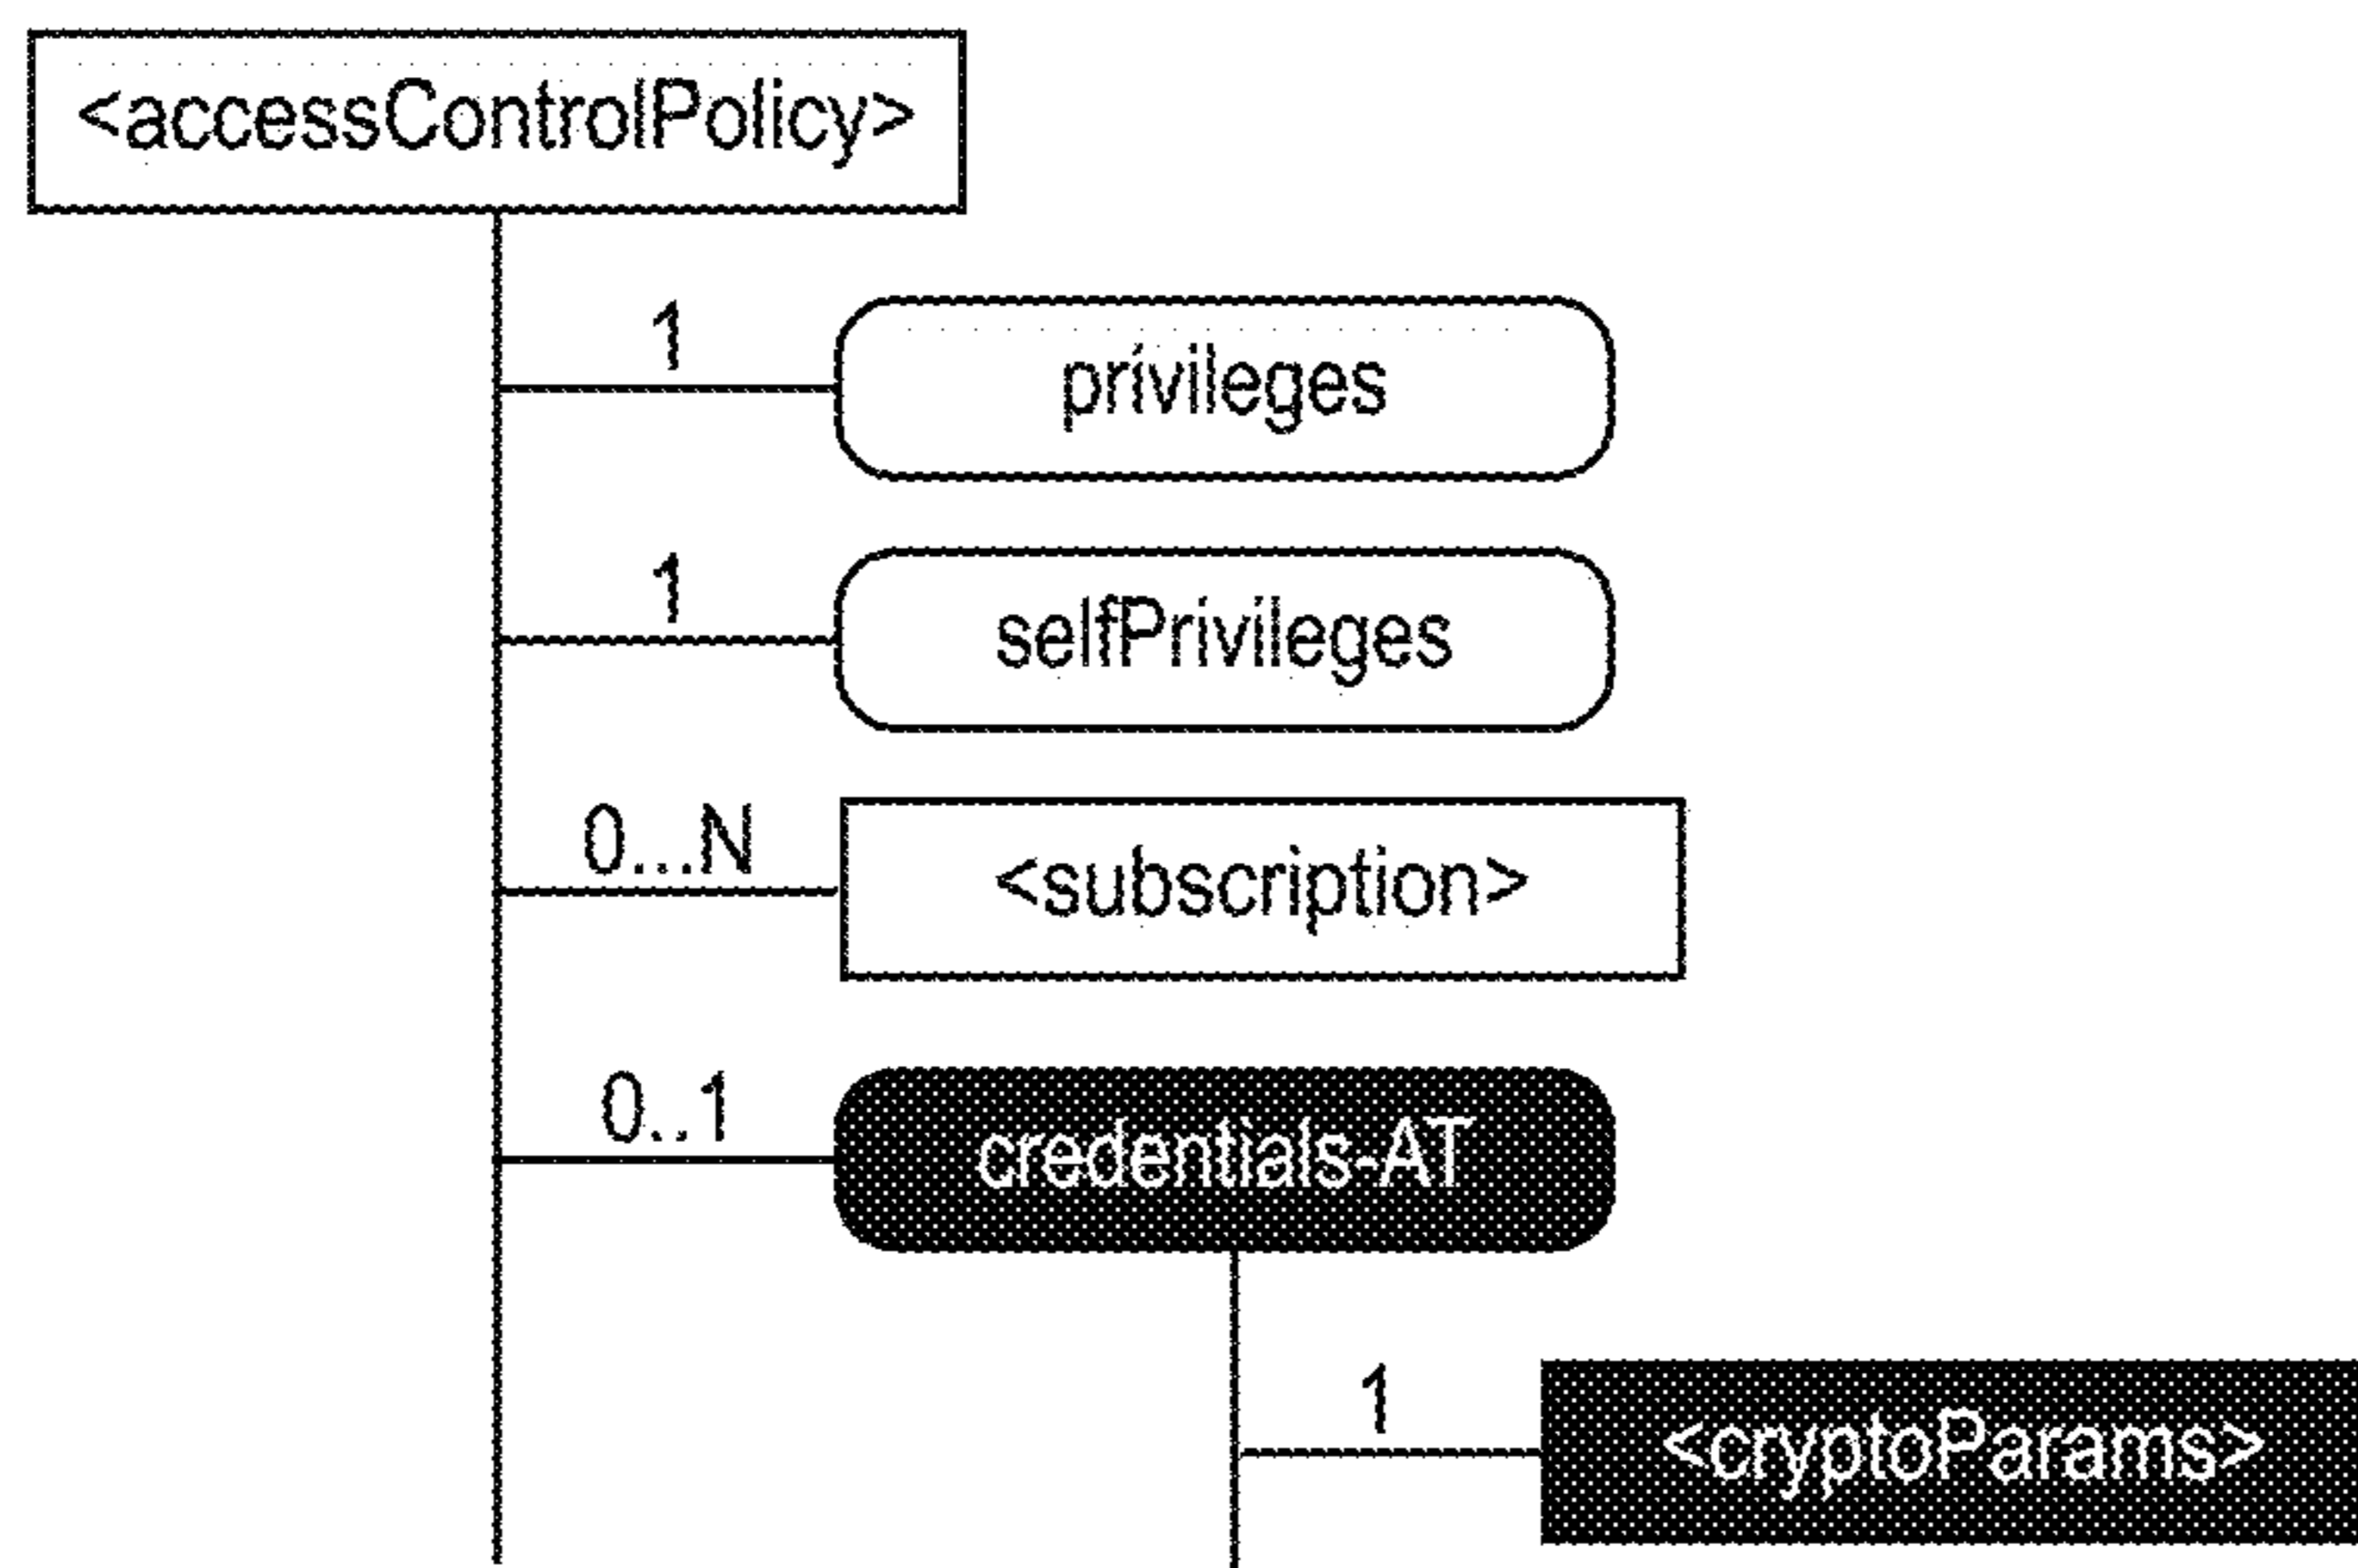 <accessControlPolicy>
1
privileges
1
selfPrivileges
0...N
<subscription>
0..1
credentials-AT
1
<cryptoParams>